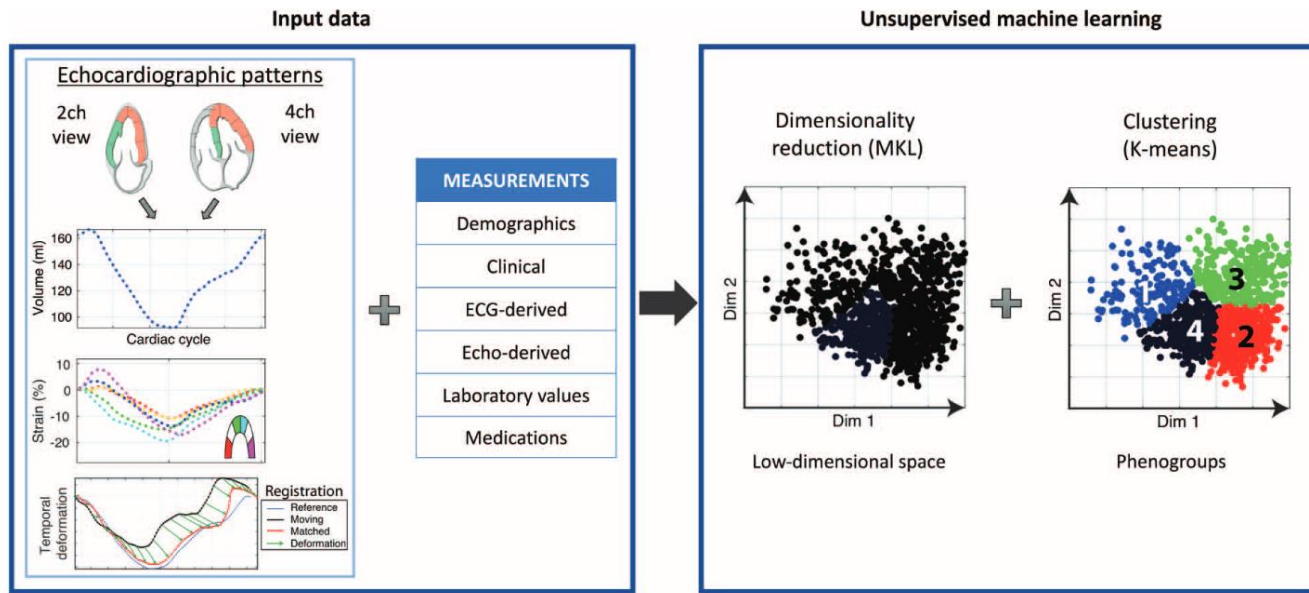 Input data
Unsupervised machine learning
Echocardiographic patterns
2ch
view
4ch
view
160
140
120
100
Volume (ml)
Cardiac cycle
10
0
-10
-20
Strain (%)
Temporal
deformation
Registration
Reference
Moving
Matched
Deformation
MEASUREMENTS
Demographics
Clinical
ECG-derived
Echo-derived
Laboratory values
Medications
Dimensionality
reduction (MKL)
Dim 2
Dim 1
Low-dimensional space
Clustering
(K-means)
Dim 2
1
3
4
2
Dim 1
Phenogroups